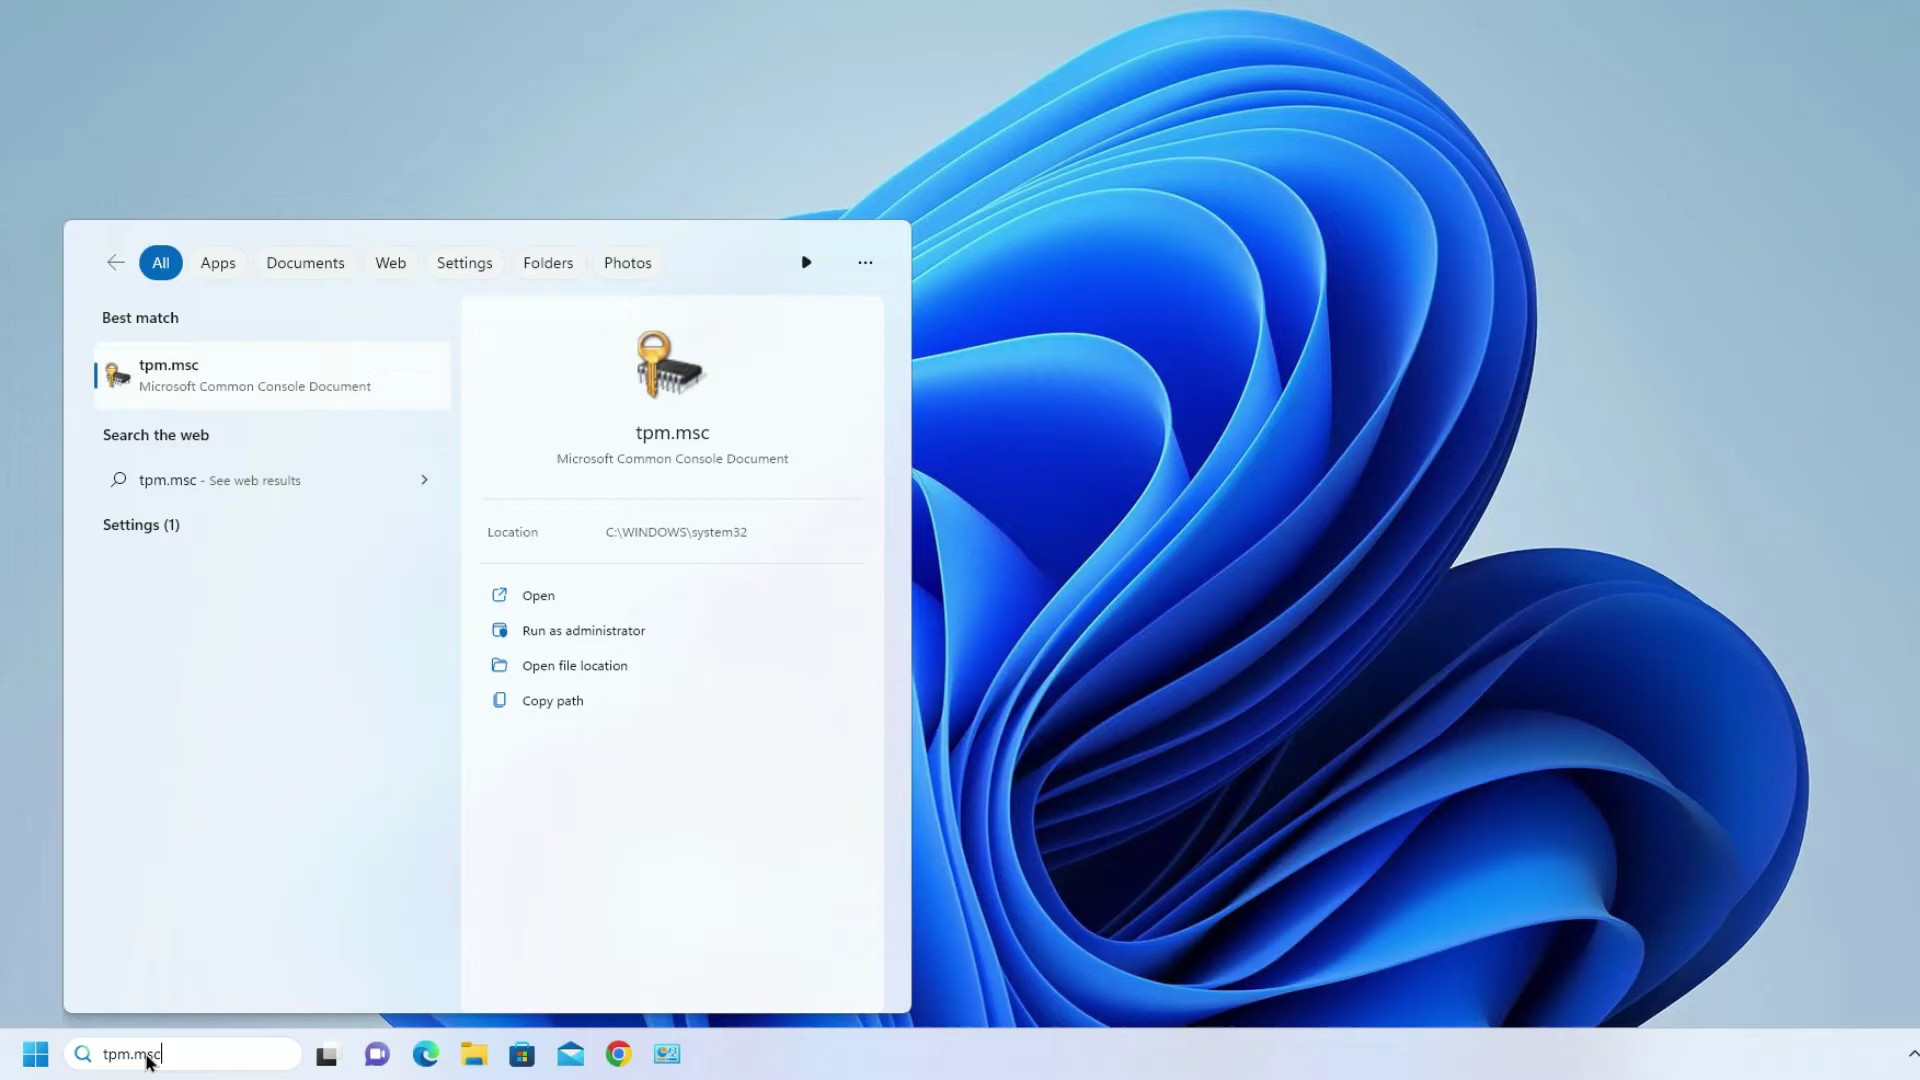 All Apps Documents Web Settings Folders Photos
Best match
tpm.msc
Microsoft Common Console Document
Search the web
tpm.msc - See web results
Settings (1)
tpm.msc
Microsoft Common Console Document
Location C:\WINDOWS\system32
Open
Run as administrator
Open file location
Copy path
tpm.msc